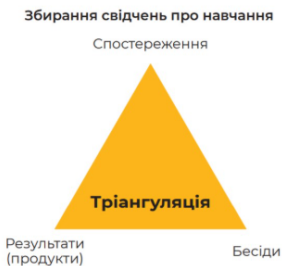 Збирання свідчень про навчання
Спостереження
Тріангуляція
Результати
(продукти)
Бесіди